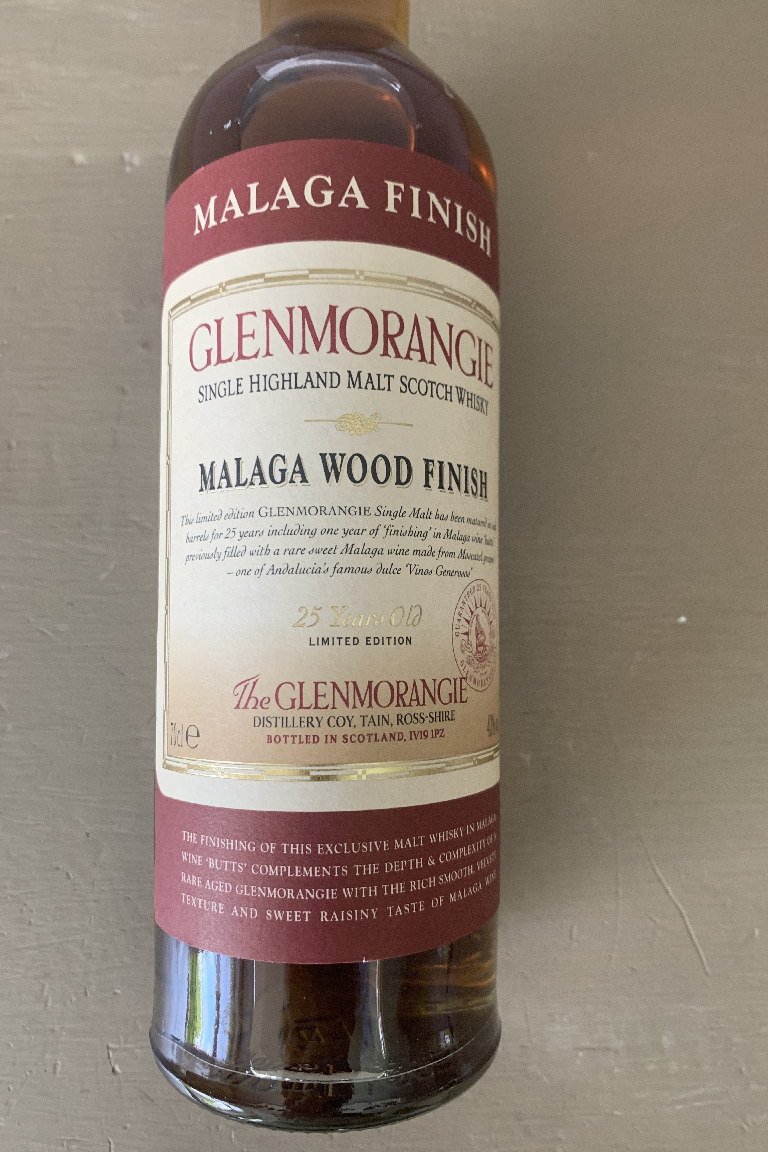 MALAGA FINISH
GLENMORANGIE
SINGLE HIGHLAND MALT SCOTCH WHISKY
MALAGA WOOD FINISH
This limited edition GLENMORANGIE Single Malt has been matured in oak
barrels for 25 years including one year of 'finishing' in Malaga wine 'butts'
previously filled with a rare sweet Malaga wine made from Moscatel grapes
– one of Andalucia's famous dulce 'Vinos Generosos'
25 Years Old
LIMITED EDITION
GUARANTEED 25 YEARS
The GLENMORANGIE
DISTILLERY COY, TAIN, ROSS-SHIRE
70cl e
BOTTLED IN SCOTLAND, IV19 1PZ
THE FINISHING OF THIS EXCLUSIVE MALT WHISKY IN MALAGA
WINE 'BUTTS' COMPLEMENTS THE DEPTH & COMPLEXITY OF A
RARE AGED GLENMORANGIE WITH THE RICH SMOOTH, VELVETY
TEXTURE AND SWEET RAISINY TASTE OF MALAGA WINE